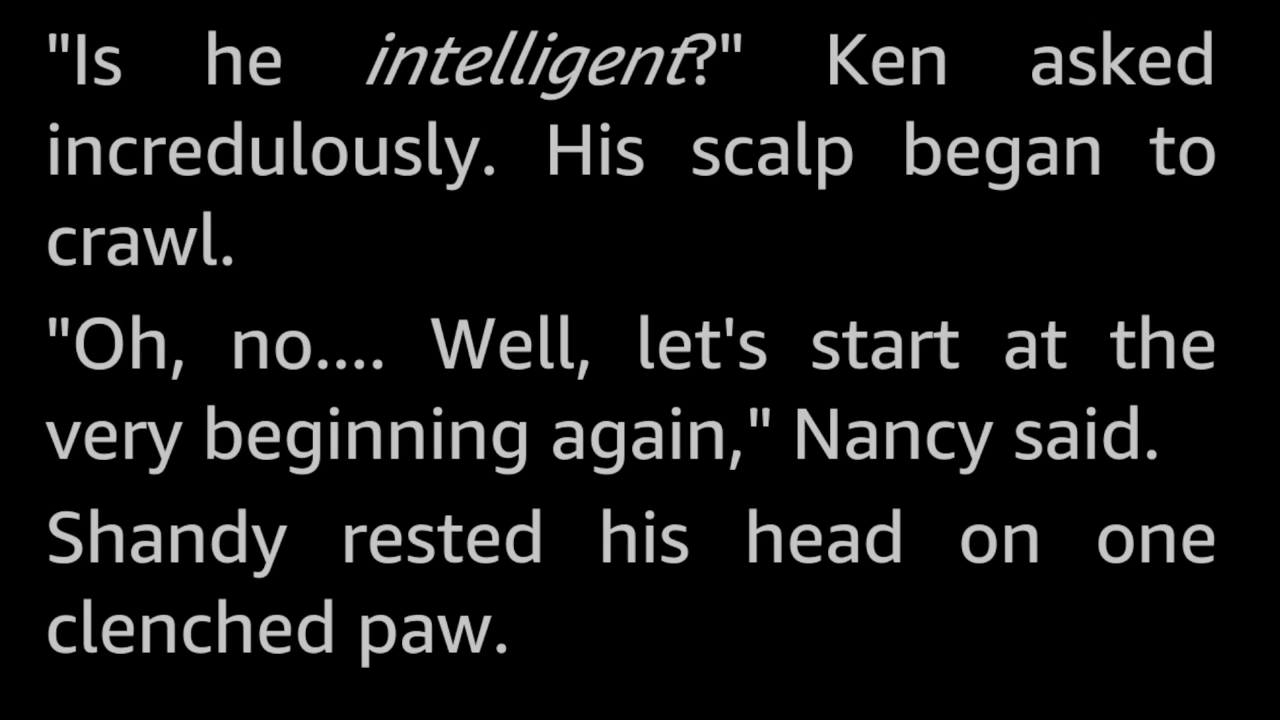 "Is he intelligent?" Ken asked
incredulously. His scalp began to
crawl.
"Oh, no.... Well, let's start at the
very beginning again," Nancy said.
Shandy rested his head on one
clenched paw.